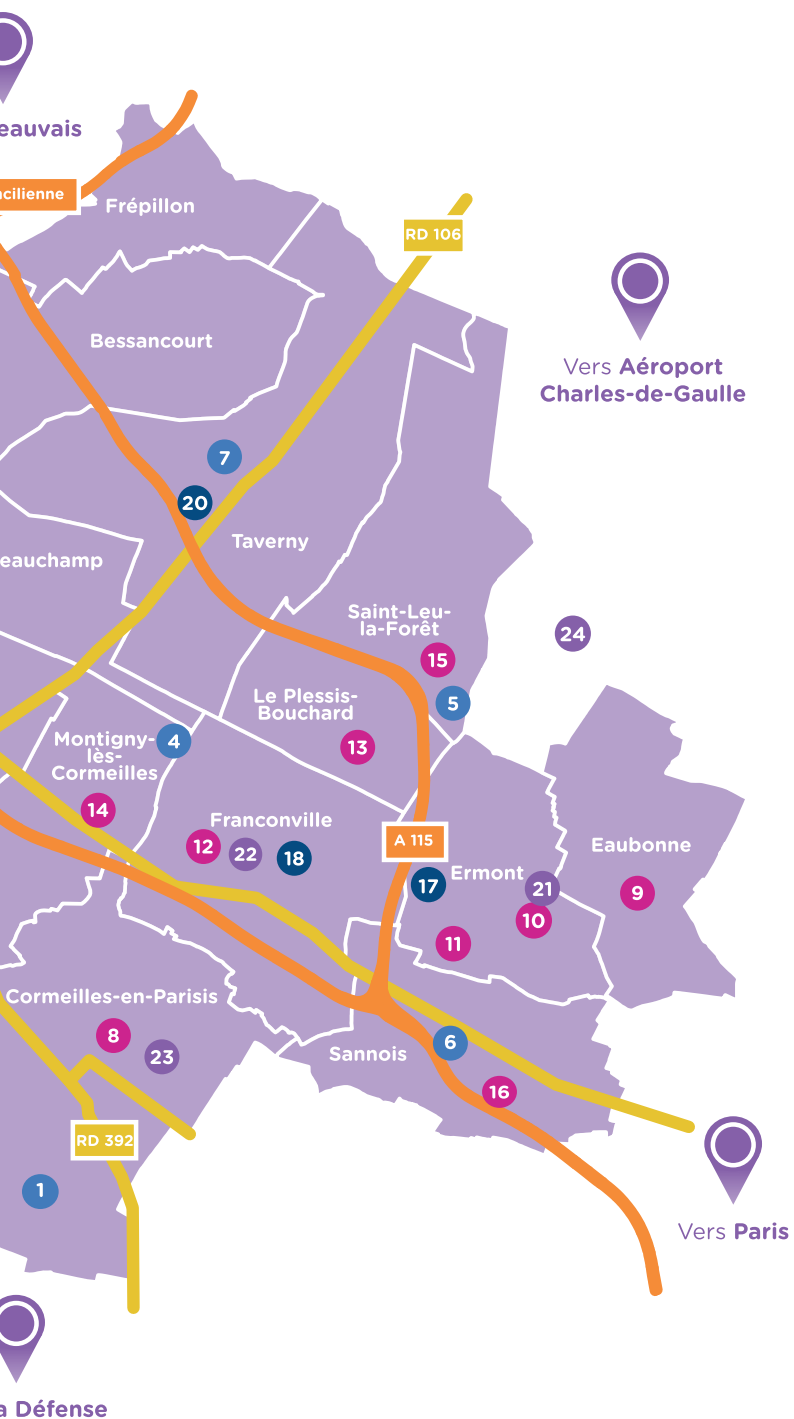 eauvais
ncilienne
Frépillon
RD 106
Bessancourt
Vers Aéroport
Charles-de-Gaulle
7
20
Taverny
eauchamp
Saint-Leu-
la-Forêt
24
15
5
Le Plessis-
Bouchard
13
Montigny-
lès-
Cormeilles
4
14
Franconville
12
22
18
A 115
17
Ermont
21
10
11
Eaubonne
9
Cormeilles-en-Parisis
8
23
Sannois
6
16
RD 392
1
Vers Paris
a Défense